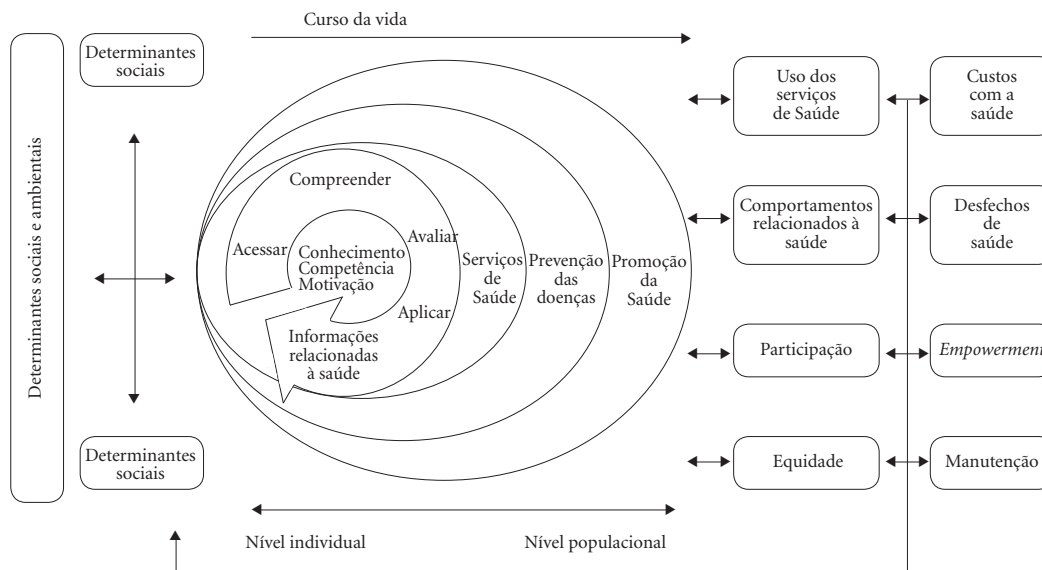 Curso da vida
Determinantes sociais e ambientais
Determinantes
sociais
Determinantes
sociais
Compreender
Acessar
Avaliar
Aplicar
Conhecimento
Competência
Motivação
Informações
relacionadas
à saúde
Serviços
de
Saúde
Prevenção
das
doenças
Promoção
da
Saúde
Uso dos
serviços
de Saúde
Custos
com a
saúde
Comportamentos
relacionados à
saúde
Desfechos
de
saúde
Participação
Empowerment
Equidade
Manutenção
Nível individual
Nível populacional